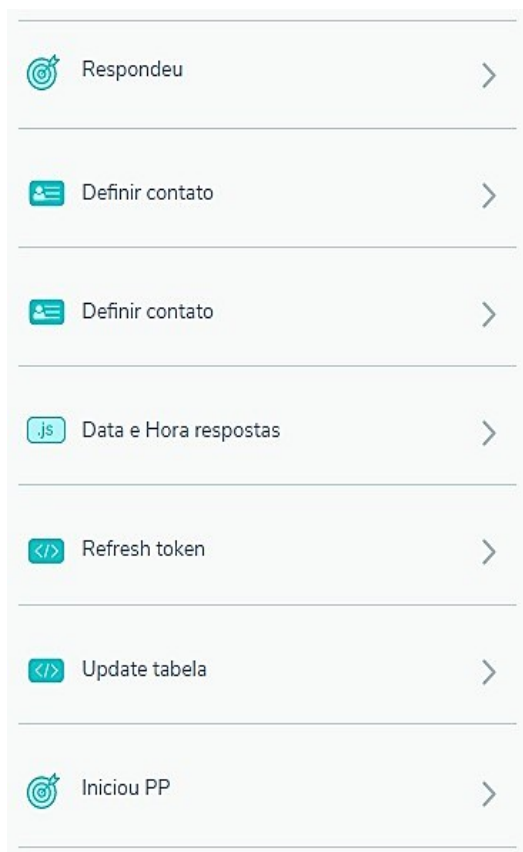 Respondeu
Definir contato
Definir contato
.js Data e Hora respostas
</> Refresh token
</> Update tabela
Iniciou PP